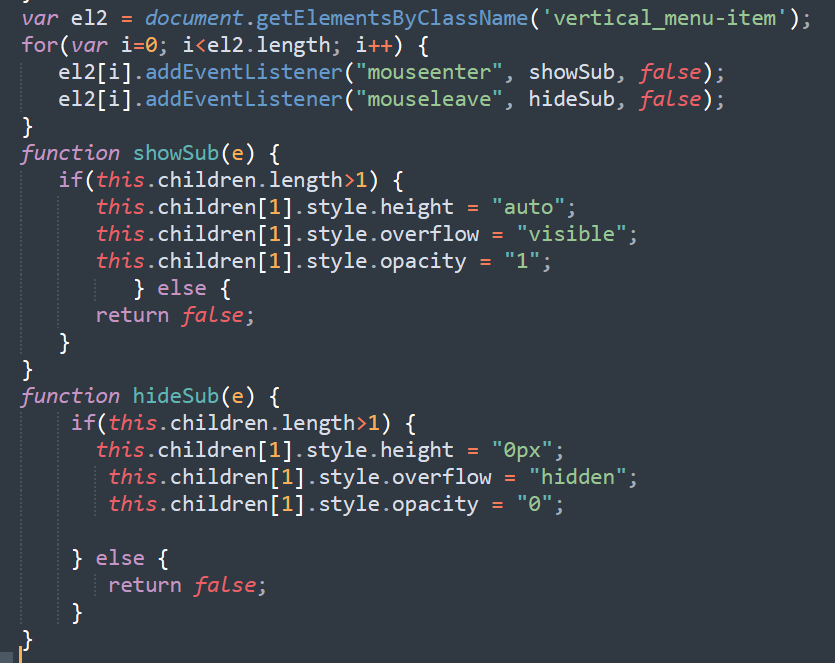 var el2 = document.getElementsByClassName('vertical_menu-item');
for(var i=0; i<el2.length; i++) {
   el2[i].addEventListener("mouseenter", showSub, false);
   el2[i].addEventListener("mouseleave", hideSub, false);
}
function showSub(e) {
   if(this.children.length>1) {
      this.children[1].style.height = "auto";
      this.children[1].style.overflow = "visible";
      this.children[1].style.opacity = "1";
         } else {
      return false;
   }
}
function hideSub(e) {
    if(this.children.length>1) {
      this.children[1].style.height = "0px";
       this.children[1].style.overflow = "hidden";
       this.children[1].style.opacity = "0";

    } else {
       return false;
    }
}